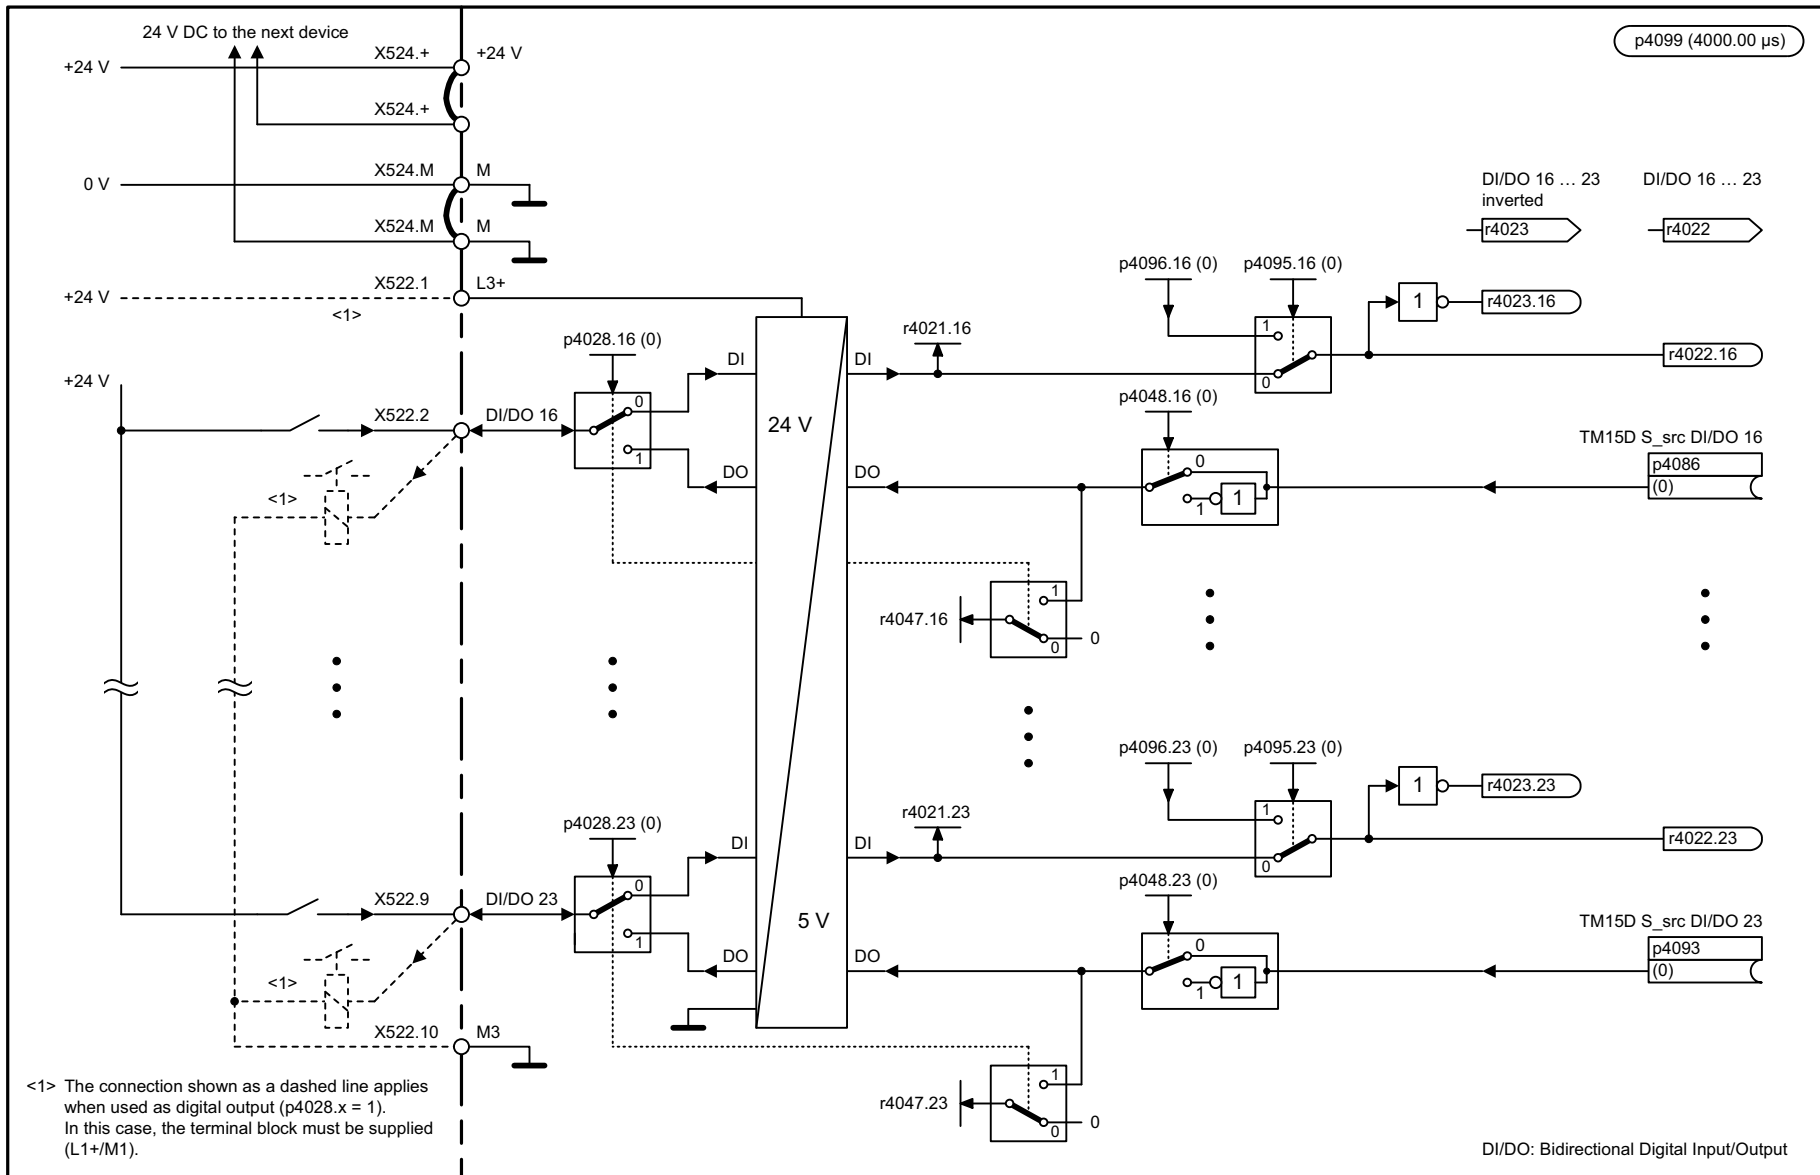 24 V DC to the next device
p4099 (4000.00 µs)
+24 V
X524.+
+24 V
X524.+
0 V
X524.M
M
X524.M
M
DI/DO 16 … 23
inverted
r4023
DI/DO 16 … 23
r4022
+24 V
<1>
X522.1
L3+
p4096.16 (0)
p4095.16 (0)
1
0
1
r4023.16
r4022.16
+24 V
X522.2
DI/DO 16
p4028.16 (0)
0
1
DI
DO
24 V
5 V
DI
r4021.16
DO
p4048.16 (0)
0
1
1
TM15D S_src DI/DO 16
p4086
(0)
<1>
r4047.16
1
0
0
p4096.23 (0)
p4095.23 (0)
1
0
1
r4023.23
r4022.23
X522.9
DI/DO 23
p4028.23 (0)
0
1
DI
DO
DI
r4021.23
DO
p4048.23 (0)
0
1
1
TM15D S_src DI/DO 23
p4093
(0)
<1>
X522.10
M3
r4047.23
1
0
0
<1> The connection shown as a dashed line applies
when used as digital output (p4028.x = 1).
In this case, the terminal block must be supplied
(L1+/M1).
DI/DO: Bidirectional Digital Input/Output